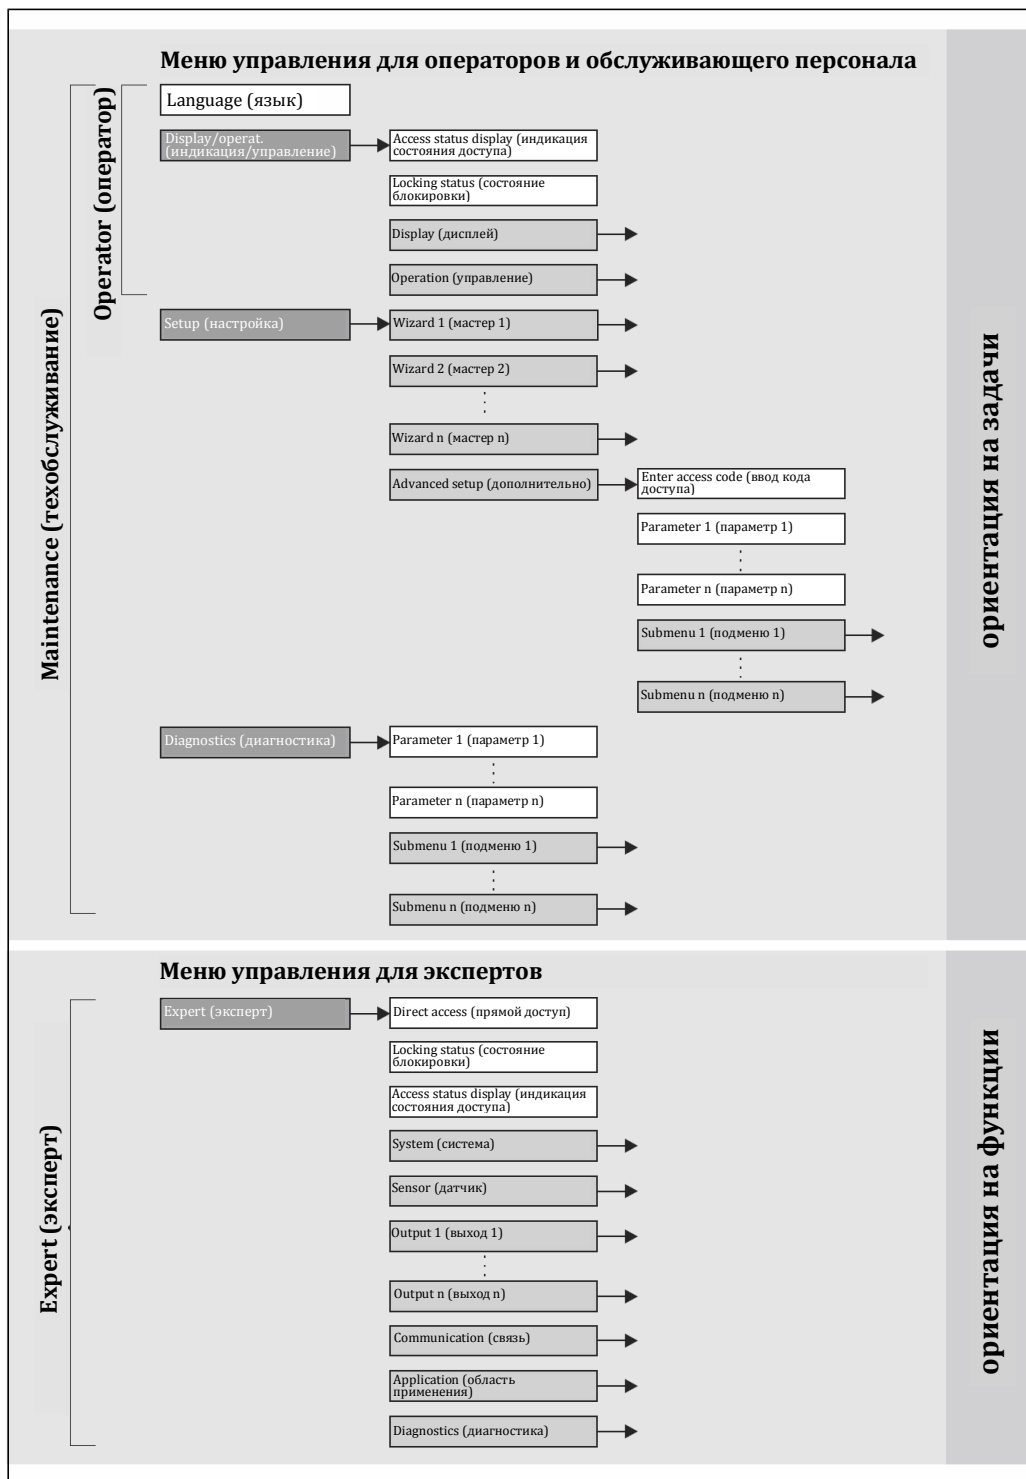 Меню управления для операторов и обслуживающего персонала
Operator (оператор)
Maintenance (техобслуживание)
Language (язык)
Display/operat.
(индикация/управление)
Access status display (индикация
состояния доступа)
Locking status (состояние
блокировки)
Display (дисплей)
Operation (управление)
Setup (настройка)
Wizard 1 (мастер 1)
Wizard 2 (мастер 2)
Wizard n (мастер n)
Advanced setup (дополнительно)
Enter access code (ввод кода
доступа)
Parameter 1 (параметр 1)
Parameter n (параметр n)
Submenu 1 (подменю 1)
Submenu n (подменю n)
Diagnostics (диагностика)
Parameter 1 (параметр 1)
Parameter n (параметр n)
Submenu 1 (подменю 1)
Submenu n (подменю n)
ориентация на задачи
Меню управления для экспертов
Expert (эксперт)
Expert (эксперт)
Direct access (прямой доступ)
Locking status (состояние
блокировки)
Access status display (индикация
состояния доступа)
System (система)
Sensor (датчик)
Output 1 (выход 1)
Output n (выход n)
Communication (связь)
Application (область
применения)
Diagnostics (диагностика)
ориентация на функции